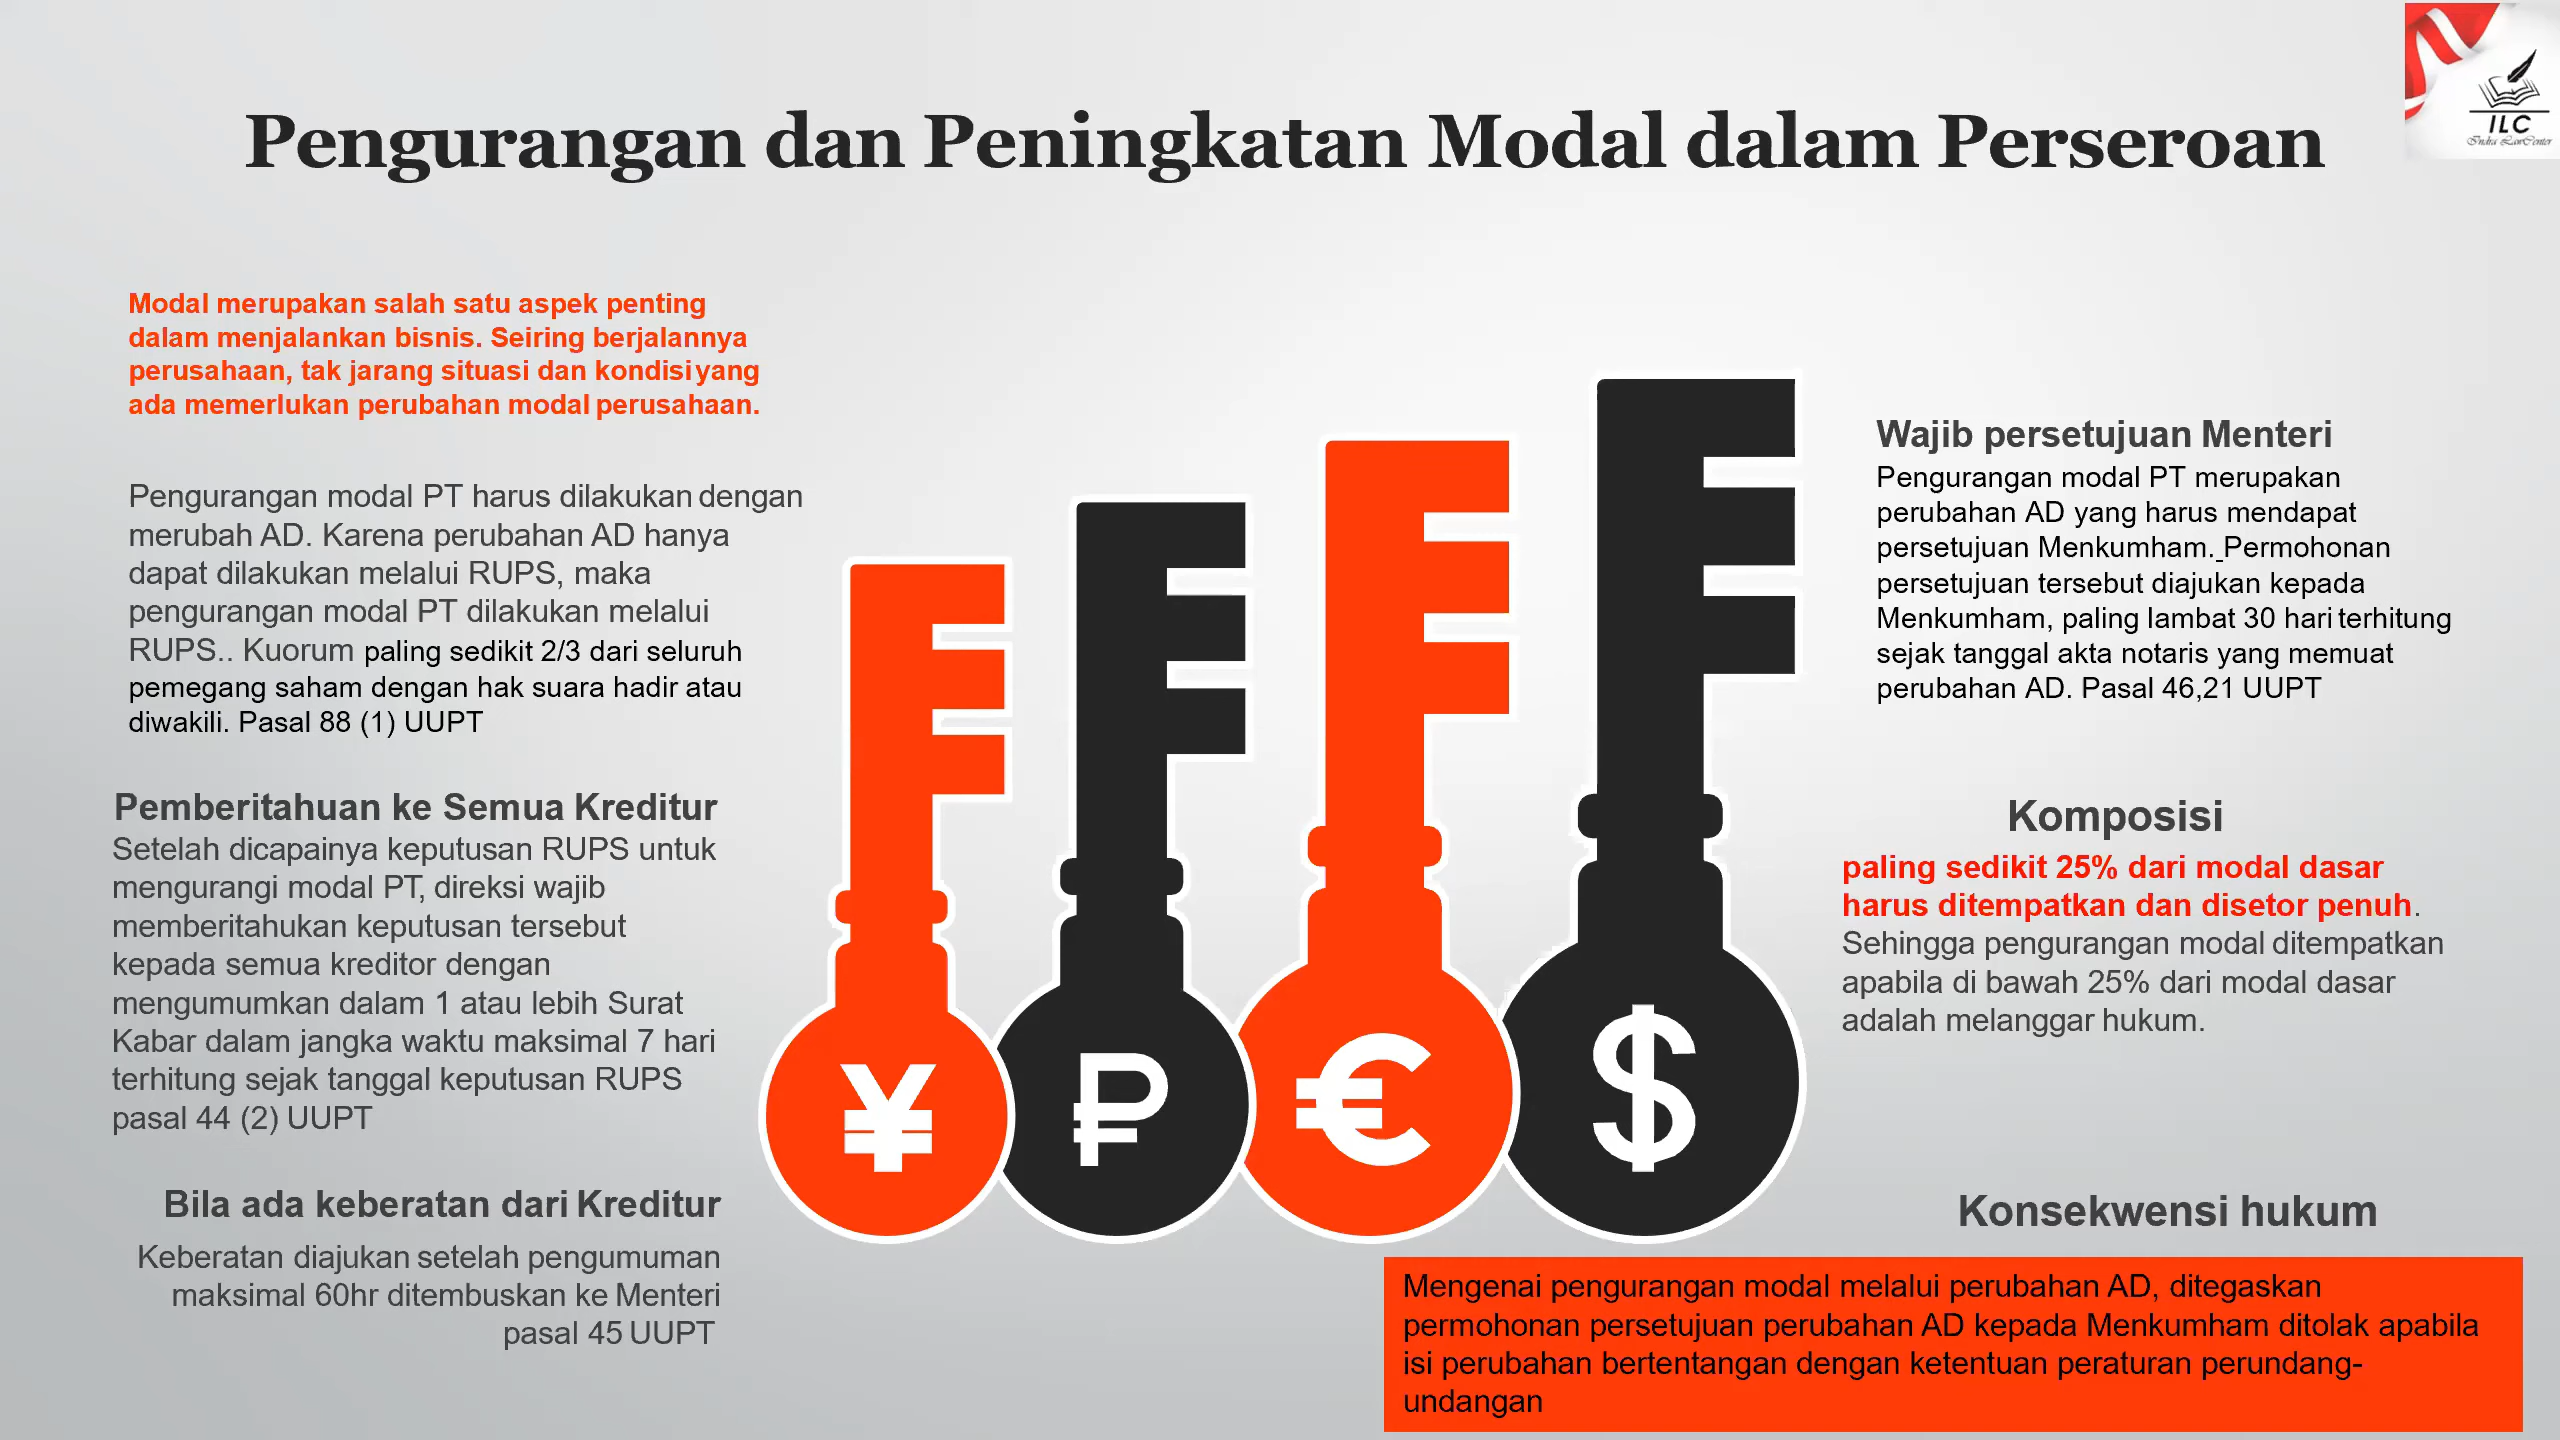 Pengurangan dan Peningkatan Modal dalam Perseroan
ILC
Indra LawCenter
Modal merupakan salah satu aspek penting
dalam menjalankan bisnis. Seiring berjalannya
perusahaan, tak jarang situasi dan kondisi yang
ada memerlukan perubahan modal perusahaan.
Pengurangan modal PT harus dilakukan dengan
merubah AD. Karena perubahan AD hanya
dapat dilakukan melalui RUPS, maka
pengurangan modal PT dilakukan melalui
RUPS.. Kuorum paling sedikit 2/3 dari seluruh
pemegang saham dengan hak suara hadir atau
diwakili. Pasal 88 (1) UUPT
Pemberitahuan ke Semua Kreditur
Setelah dicapainya keputusan RUPS untuk
mengurangi modal PT, direksi wajib
memberitahukan keputusan tersebut
kepada semua kreditor dengan
mengumumkan dalam 1 atau lebih Surat
Kabar dalam jangka waktu maksimal 7 hari
terhitung sejak tanggal keputusan RUPS
pasal 44 (2) UUPT
Bila ada keberatan dari Kreditur
Keberatan diajukan setelah pengumuman
maksimal 60hr ditembuskan ke Menteri
pasal 45 UUPT
¥
₽
€
$
Wajib persetujuan Menteri
Pengurangan modal PT merupakan
perubahan AD yang harus mendapat
persetujuan Menkumham. Permohonan
persetujuan tersebut diajukan kepada
Menkumham, paling lambat 30 hari terhitung
sejak tanggal akta notaris yang memuat
perubahan AD. Pasal 46,21 UUPT
Komposisi
paling sedikit 25% dari modal dasar
harus ditempatkan dan disetor penuh.
Sehingga pengurangan modal ditempatkan
apabila di bawah 25% dari modal dasar
adalah melanggar hukum.
Konsekwensi hukum
Mengenai pengurangan modal melalui perubahan AD, ditegaskan
permohonan persetujuan perubahan AD kepada Menkumham ditolak apabila
isi perubahan bertentangan dengan ketentuan peraturan perundang-
undangan